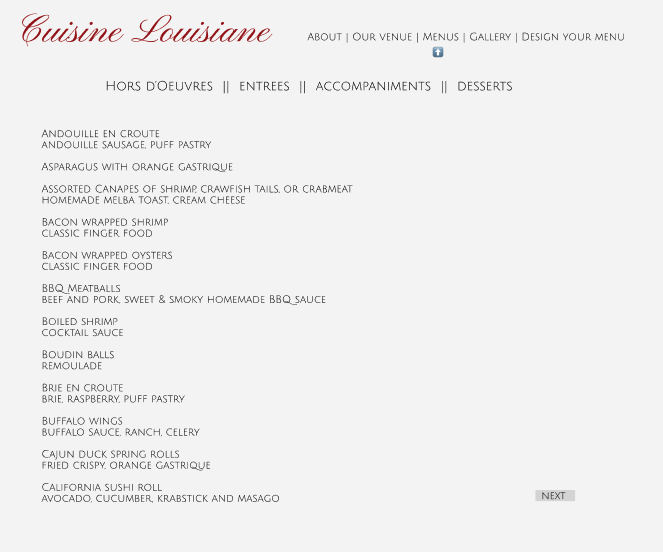 Cuisine Louisiane
About | Our venue | Menus | Gallery | Design your menu
Hors d'Oeuvres || entrees || accompaniments || desserts
Andouille en croute
andouille sausage, puff pastry
Asparagus with orange gastrique
Assorted Canapes of shrimp, crawfish tails, or crabmeat
homemade melba toast, cream cheese
Bacon wrapped shrimp
classic finger food
Bacon wrapped oysters
classic finger food
BBQ Meatballs
beef and pork, sweet & smoky homemade BBQ sauce
Boiled shrimp
cocktail sauce
Boudin balls
remoulade
Brie en croute
brie, raspberry, puff pastry
Buffalo wings
buffalo sauce, ranch, celery
Cajun duck spring rolls
fried crispy, orange gastrique
California sushi roll
avocado, cucumber, krabstick and masago
next